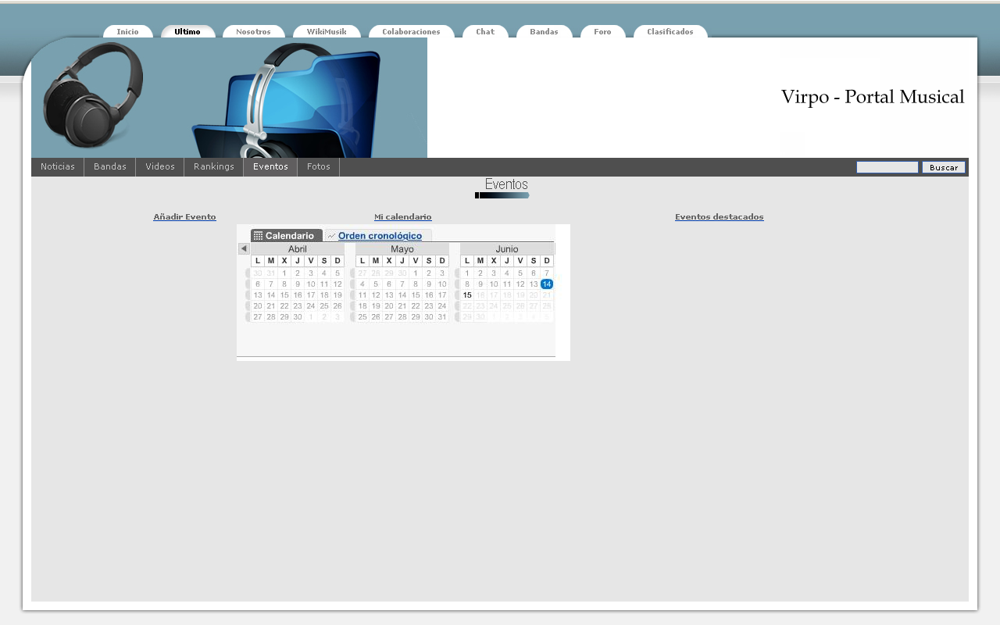 Inicio Ultimo Nosotros WikiMusik Colaboraciones Chat Bandas Foro Clasificados
Virpo - Portal Musical
Noticias Bandas Videos Rankings Eventos Fotos Buscar
Eventos
Añadir Evento Mi calendario Eventos destacados
Calendario Orden cronológico
Abril Mayo Junio
L M X J V S D L M X J V S D L M X J V S D
30 31 1 2 3 4 5 27 28 29 30 1 2 3 1 2 3 4 5 6 7
6 7 8 9 10 11 12 4 5 6 7 8 9 10 8 9 10 11 12 13 14
13 14 15 16 17 18 19 11 12 13 14 15 16 17 15 16 17 18 19 20 21
20 21 22 23 24 25 26 18 19 20 21 22 23 24 22 23 24 25 26 27 28
27 28 29 30 1 2 3 25 26 27 28 29 30 31 29 30 1 2 3 4 5